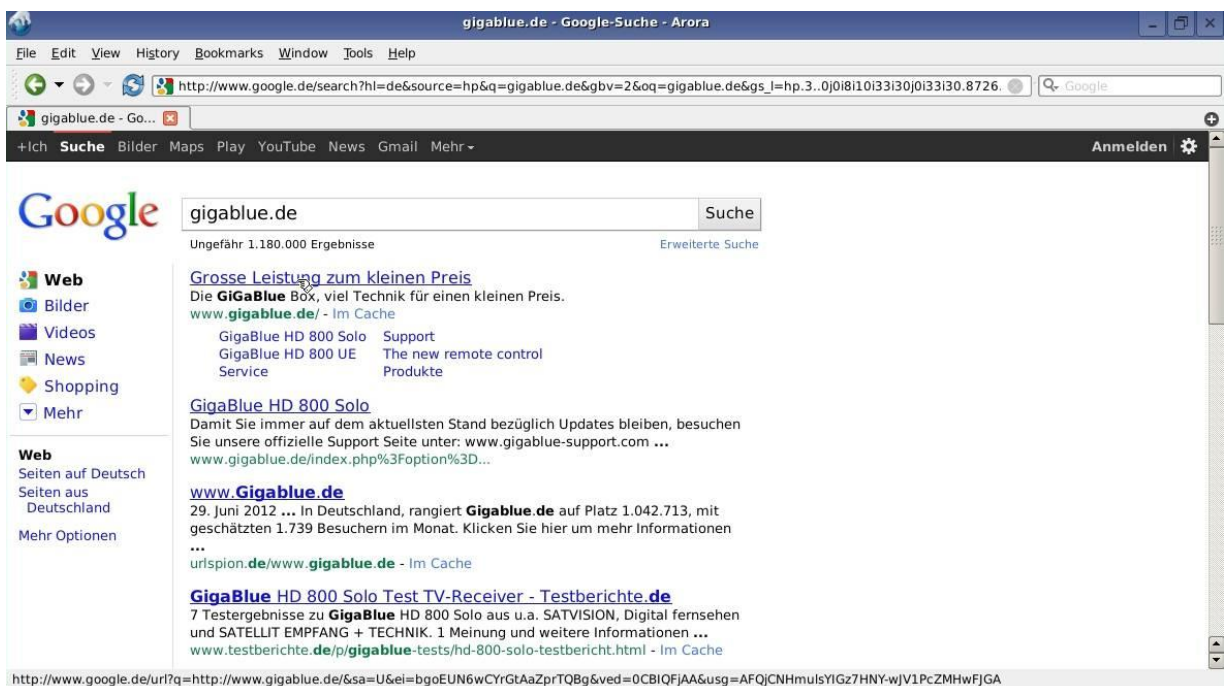 gigablue.de - Google-Suche - Arora
File Edit View History Bookmarks Window Tools Help
http://www.google.de/search?hl=de&source=hp&q=gigablue.de&gbv=2&oq=gigablue.de&gs_l=hp.3..0j0i8i10i33i30j0i33i30.8726. Google
gigablue.de - Go...
+Ich Suche Bilder Maps Play YouTube News Gmail Mehr Anmelden
Google gigablue.de Suche
Ungefähr 1.180.000 Ergebnisse Erweiterte Suche
Web
Bilder
Videos
News
Shopping
Mehr
Web
Seiten auf Deutsch
Seiten aus
Deutschland
Mehr Optionen
Grosse Leistung zum kleinen Preis
Die GiGaBlue Box, viel Technik für einen kleinen Preis.
www.gigablue.de/ - Im Cache
GigaBlue HD 800 Solo Support
GigaBlue HD 800 UE The new remote control
Service Produkte
GigaBlue HD 800 Solo
Damit Sie immer auf dem aktuellsten Stand bezüglich Updates bleiben, besuchen
Sie unsere offizielle Support Seite unter: www.gigablue-support.com ...
www.gigablue.de/index.php%3Foption%3D...
www.Gigablue.de
29. Juni 2012 ... In Deutschland, rangiert Gigablue.de auf Platz 1.042.713, mit
geschätzten 1.739 Besuchern im Monat. Klicken Sie hier um mehr Informationen
...
urlspion.de/www.gigablue.de - Im Cache
GigaBlue HD 800 Solo Test TV-Receiver - Testberichte.de
7 Testergebnisse zu GigaBlue HD 800 Solo aus u.a. SATVISION, Digital fernsehen
und SATELLIT EMPFANG + TECHNIK. 1 Meinung und weitere Informationen ...
www.testberichte.de/p/gigablue-tests/hd-800-solo-testbericht.html - Im Cache
http://www.google.de/url?q=http://www.gigablue.de/&sa=U&ei=bgoEUN6wCYrGtAaZprTQBg&ved=0CBIQFjAA&usg=AFQjCNHmulsYIGz7HNY-wJV1PcZMHwFJGA